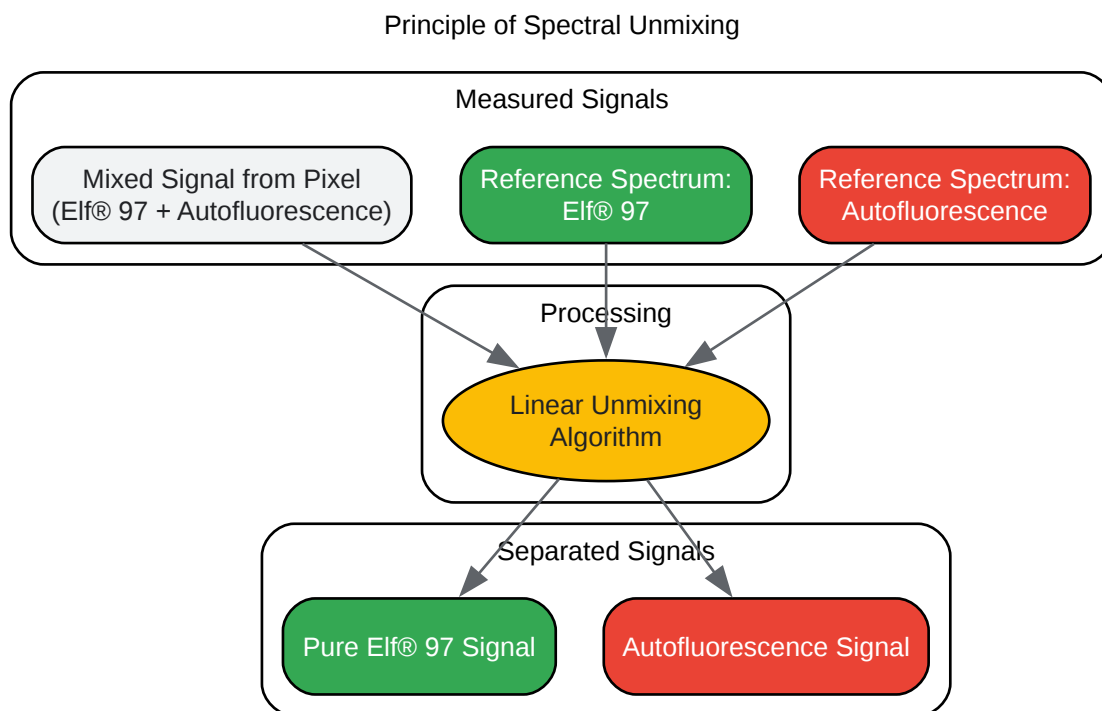 Principle of Spectral Unmixing
Measured Signals
Mixed Signal from Pixel
(Elf® 97 + Autofluorescence)
Reference Spectrum:
Elf® 97
Reference Spectrum:
Autofluorescence
Processing
Linear Unmixing
Algorithm
Separated Signals
Pure Elf® 97 Signal
Autofluorescence Signal